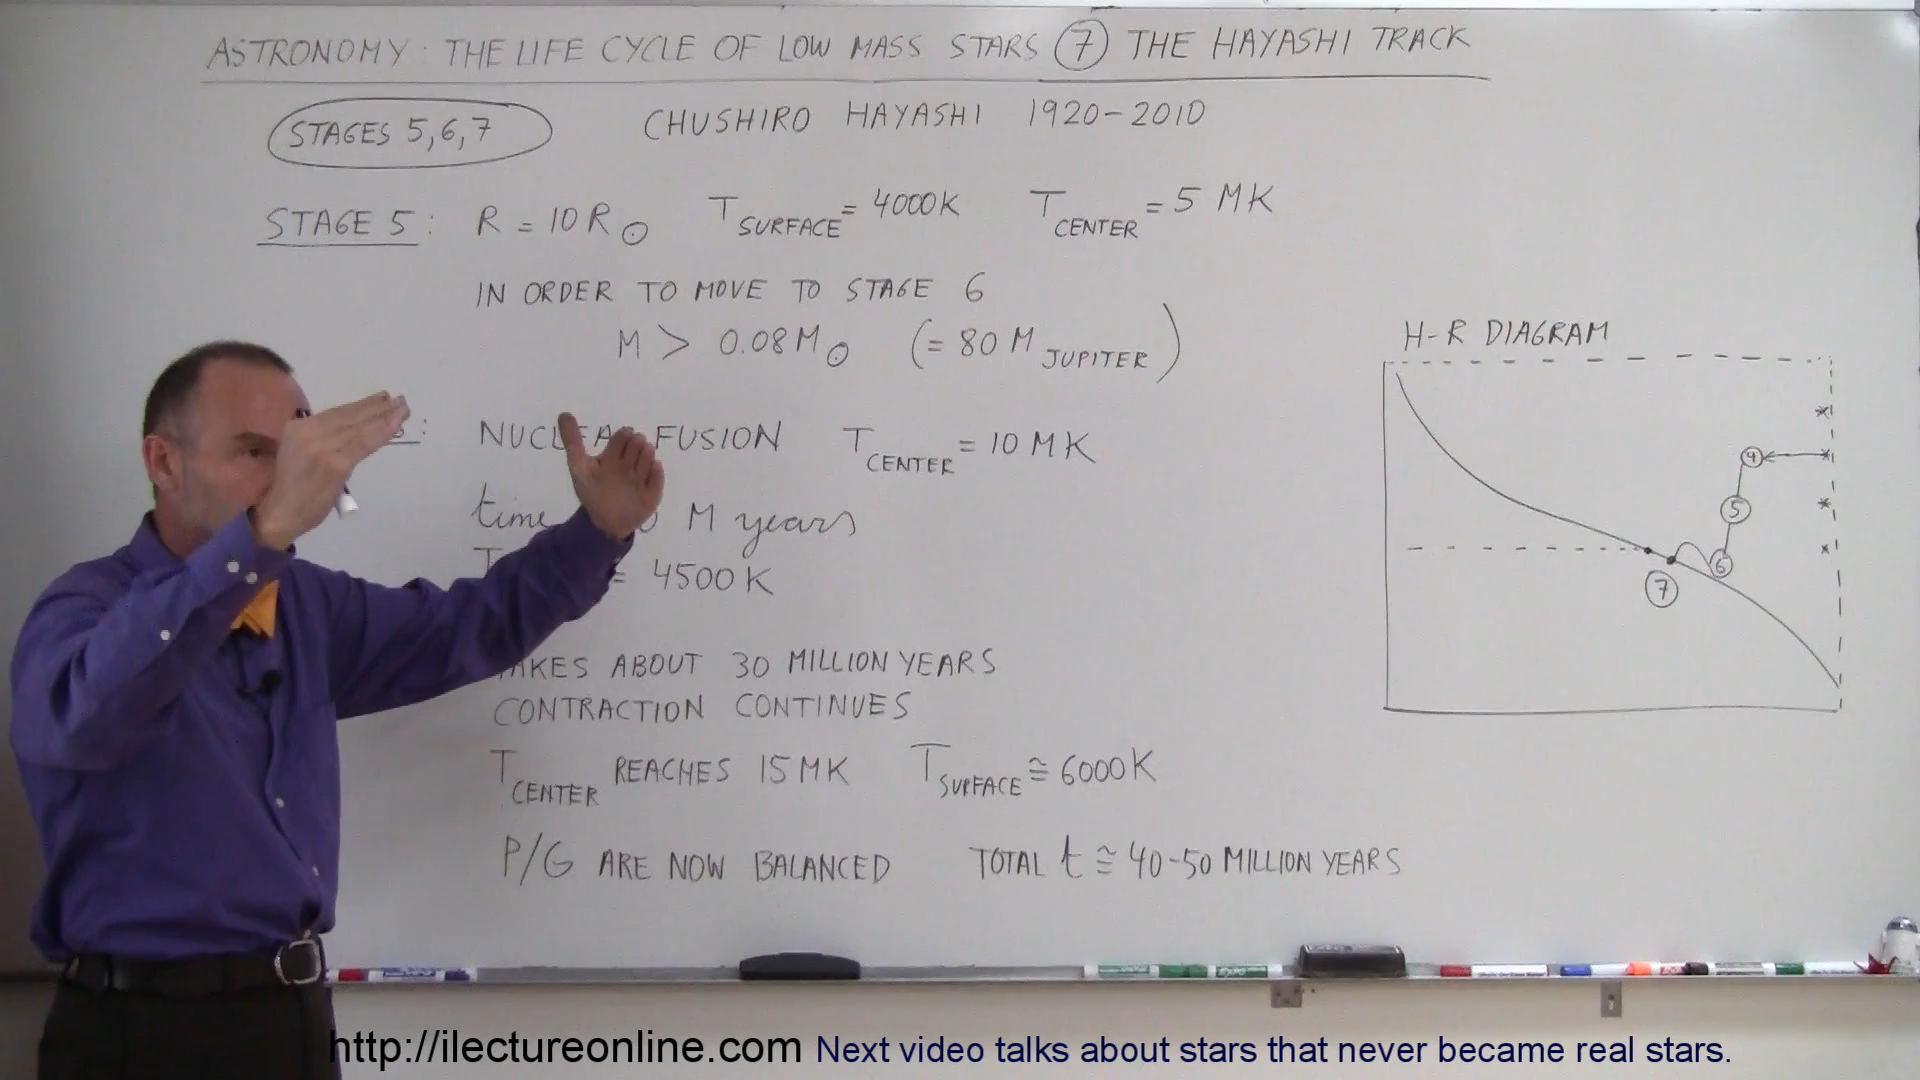 ASTRONOMY: THE LIFE CYCLE OF LOW MASS STARS ⑦ THE HAYASHI TRACK
STAGES 5,6,7
CHUSHIRO HAYASHI 1920-2010
STAGE 5: R = 10 R☉ T SURFACE = 4000K T CENTER = 5 MK
IN ORDER TO MOVE TO STAGE 6
M > 0.08 M☉ (= 80 M JUPITER)
FUSION T CENTER = 10 MK
time M years
= 4500 K
ABOUT 30 MILLION YEARS
CONTRACTION CONTINUES
T CENTER REACHES 15 MK T SURFACE ≅ 6000K
P/G ARE NOW BALANCED TOTAL t ≅ 40-50 MILLION YEARS
H-R DIAGRAM
4
5
6
7
http://ilectureonline.com Next video talks about stars that never became real stars.